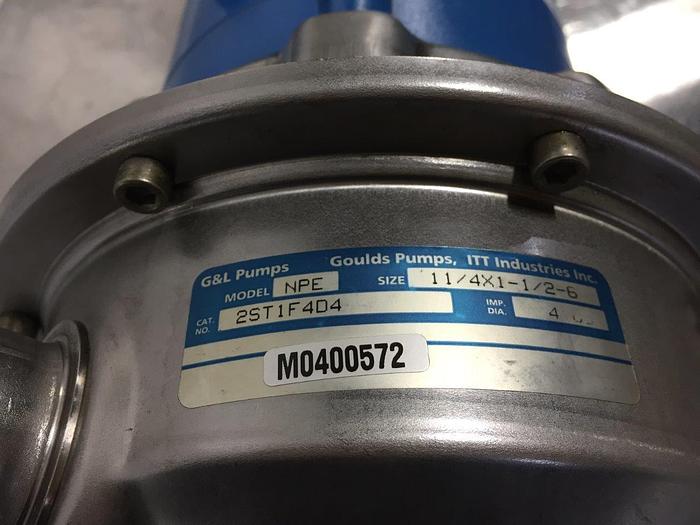 G&L Pumps Goulds Pumps, ITT Industries Inc.
MODEL NPE SIZE 11/4X1-1/2-6
CAT. NO. 2ST1F4D4 IMP. DIA. 4
M0400572